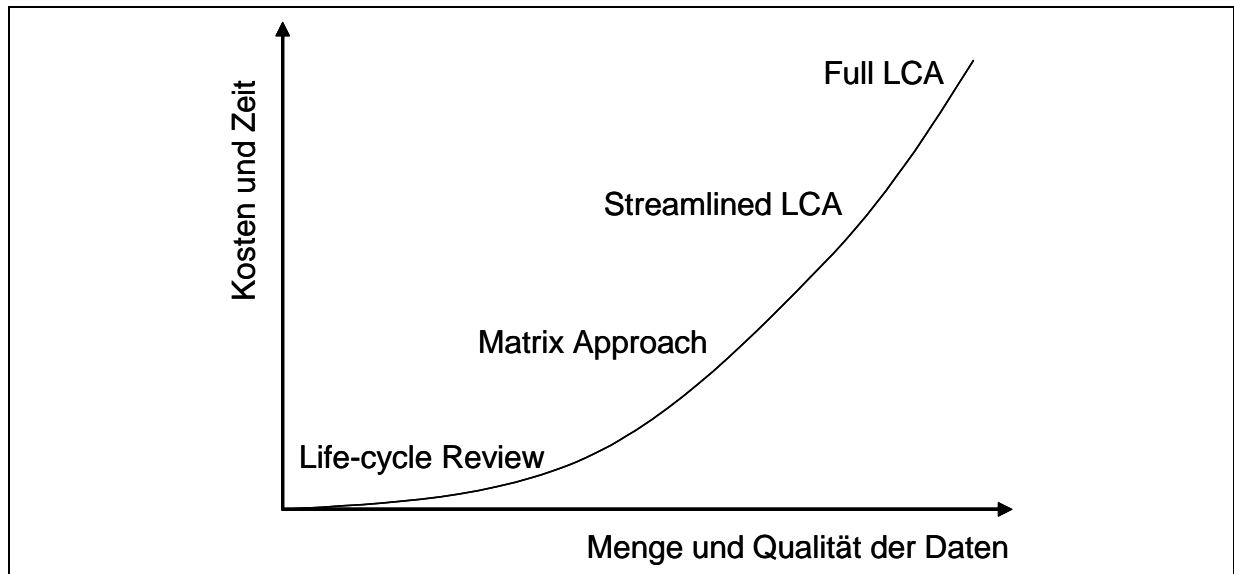 Kosten und Zeit
Full LCA
Streamlined LCA
Matrix Approach
Life-cycle Review
Menge und Qualität der Daten